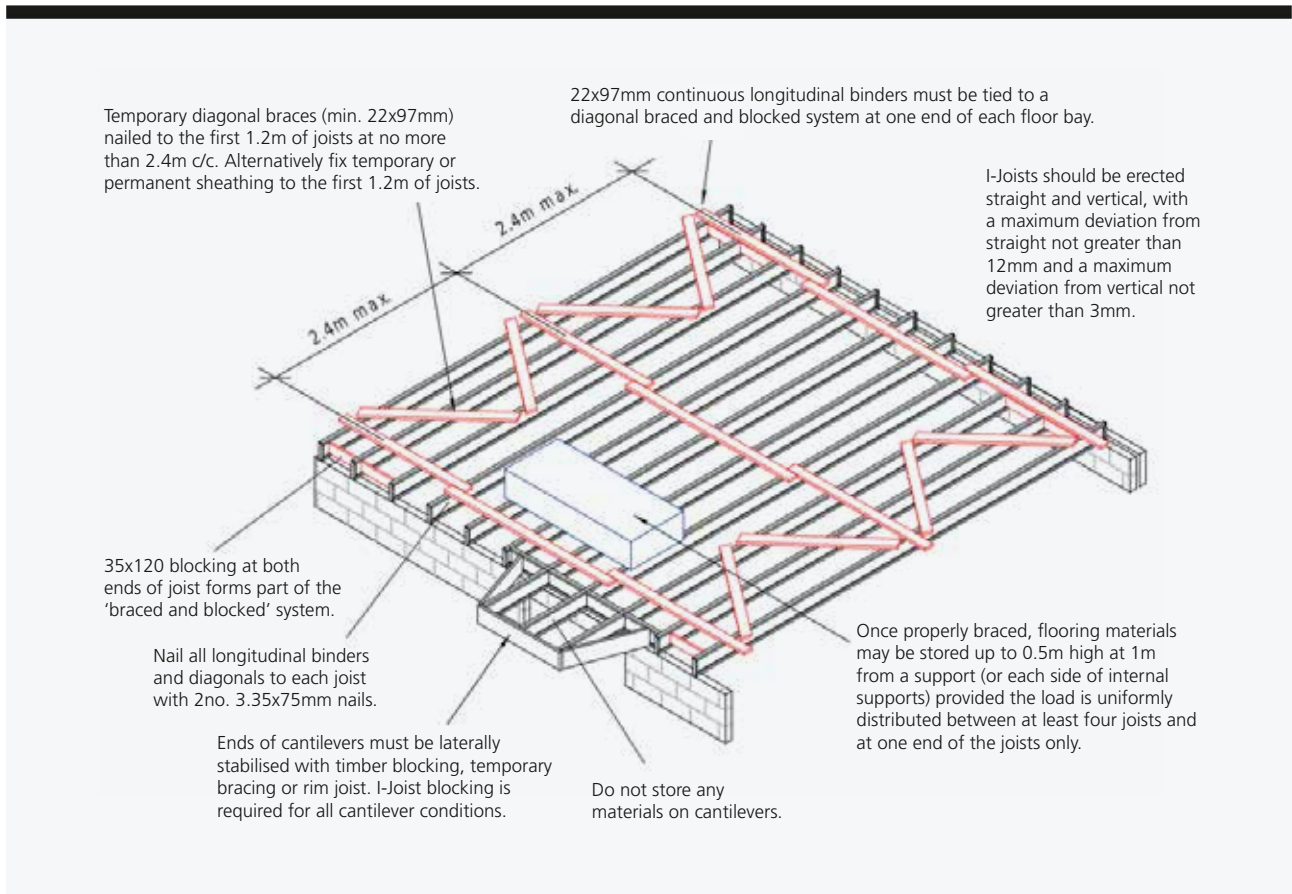 Temporary diagonal braces (min. 22x97mm)
nailed to the first 1.2m of joists at no more
than 2.4m c/c. Alternatively fix temporary or
permanent sheathing to the first 1.2m of joists.
22x97mm continuous longitudinal binders must be tied to a
diagonal braced and blocked system at one end of each floor bay.
I-Joists should be erected
straight and vertical, with
a maximum deviation from
straight not greater than
12mm and a maximum
deviation from vertical not
greater than 3mm.
2.4m max.
2.4m max.
35x120 blocking at both
ends of joist forms part of the
‘braced and blocked’ system.
Nail all longitudinal binders
and diagonals to each joist
with 2no. 3.35x75mm nails.
Ends of cantilevers must be laterally
stabilised with timber blocking, temporary
bracing or rim joist. I-Joist blocking is
required for all cantilever conditions.
Do not store any
materials on cantilevers.
Once properly braced, flooring materials
may be stored up to 0.5m high at 1m
from a support (or each side of internal
supports) provided the load is uniformly
distributed between at least four joists and
at one end of the joists only.